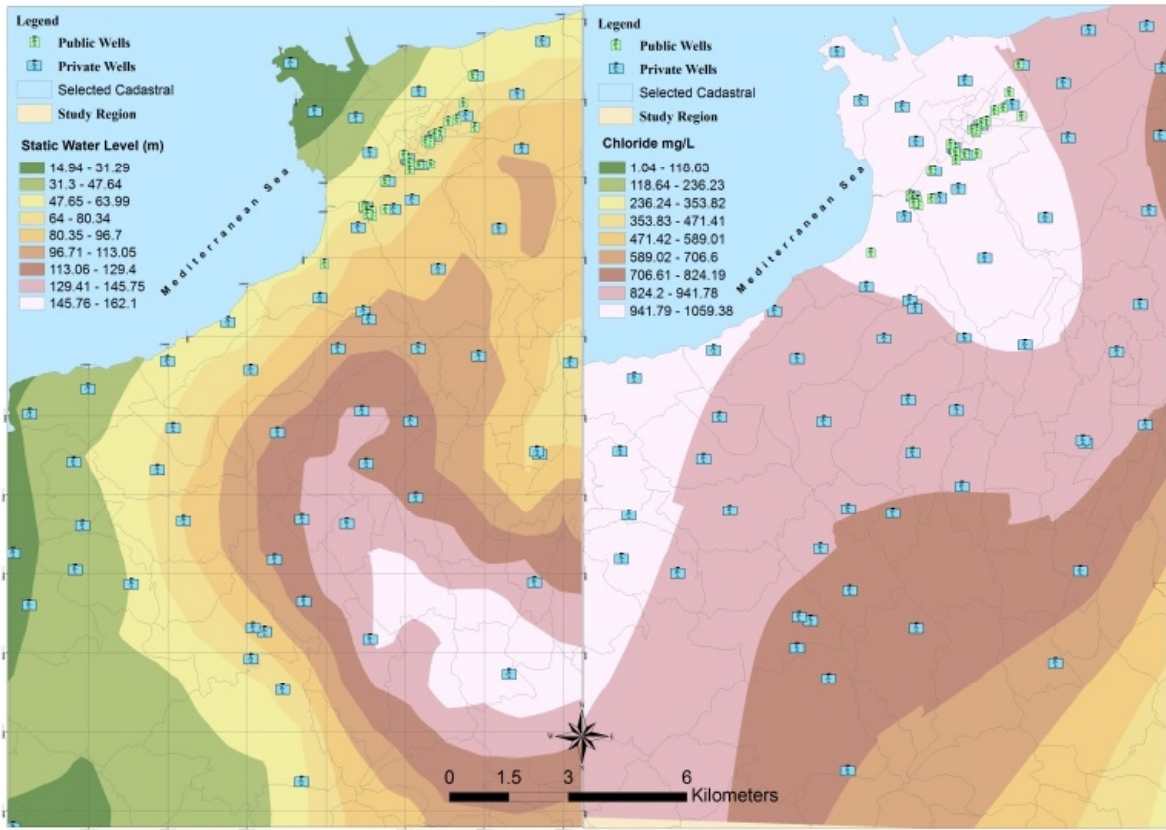 Legend
Public Wells
Private Wells
Selected Cadastral
Study Region
Static Water Level (m)
14.94 - 31.29
31.3 - 47.64
47.65 - 63.99
64 - 80.34
80.35 - 96.7
96.71 - 113.05
113.06 - 129.4
129.41 - 145.75
145.76 - 162.1
Mediterranean Sea
Legend
Public Wells
Private Wells
Selected Cadastral
Study Region
Chloride mg/L
1.04 - 118.63
118.64 - 236.23
236.24 - 353.82
353.83 - 471.41
471.42 - 589.01
589.02 - 706.6
706.61 - 824.19
824.2 - 941.78
941.79 - 1059.38
Mediterranean Sea
0 1.5 3 6
Kilometers